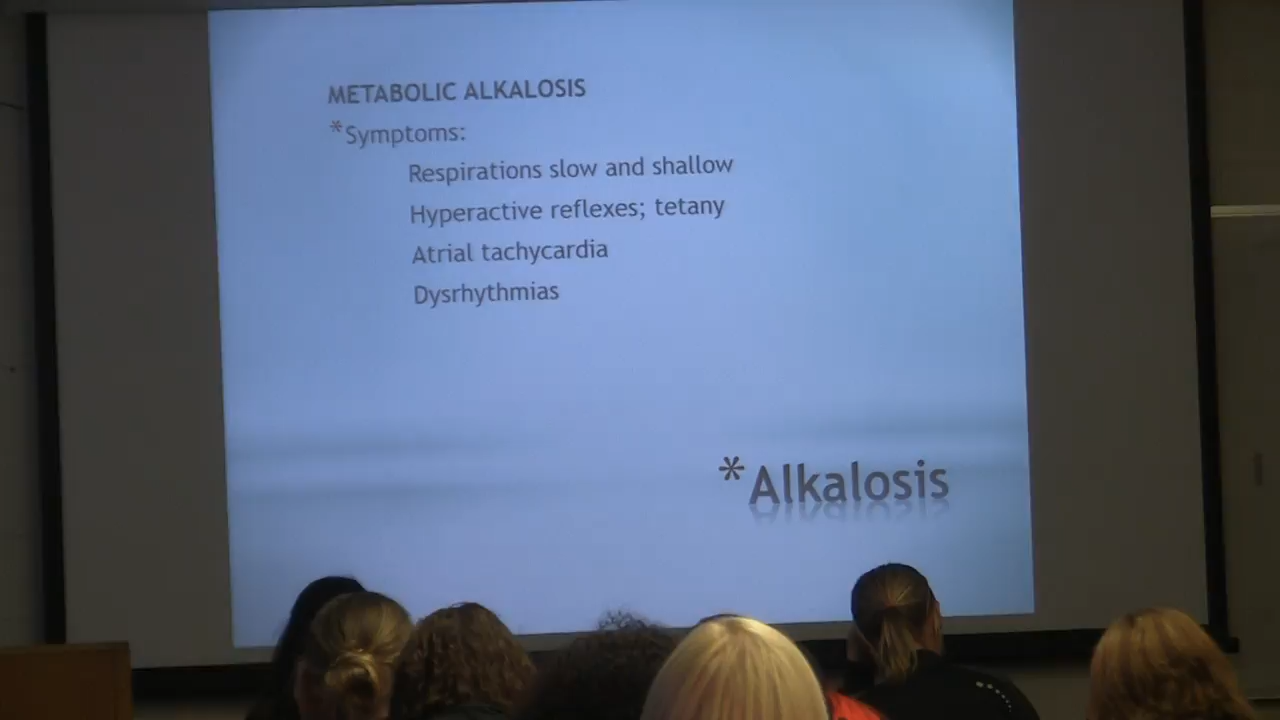 METABOLIC ALKALOSIS
*Symptoms:
Respirations slow and shallow
Hyperactive reflexes; tetany
Atrial tachycardia
Dysrhythmias
*Alkalosis